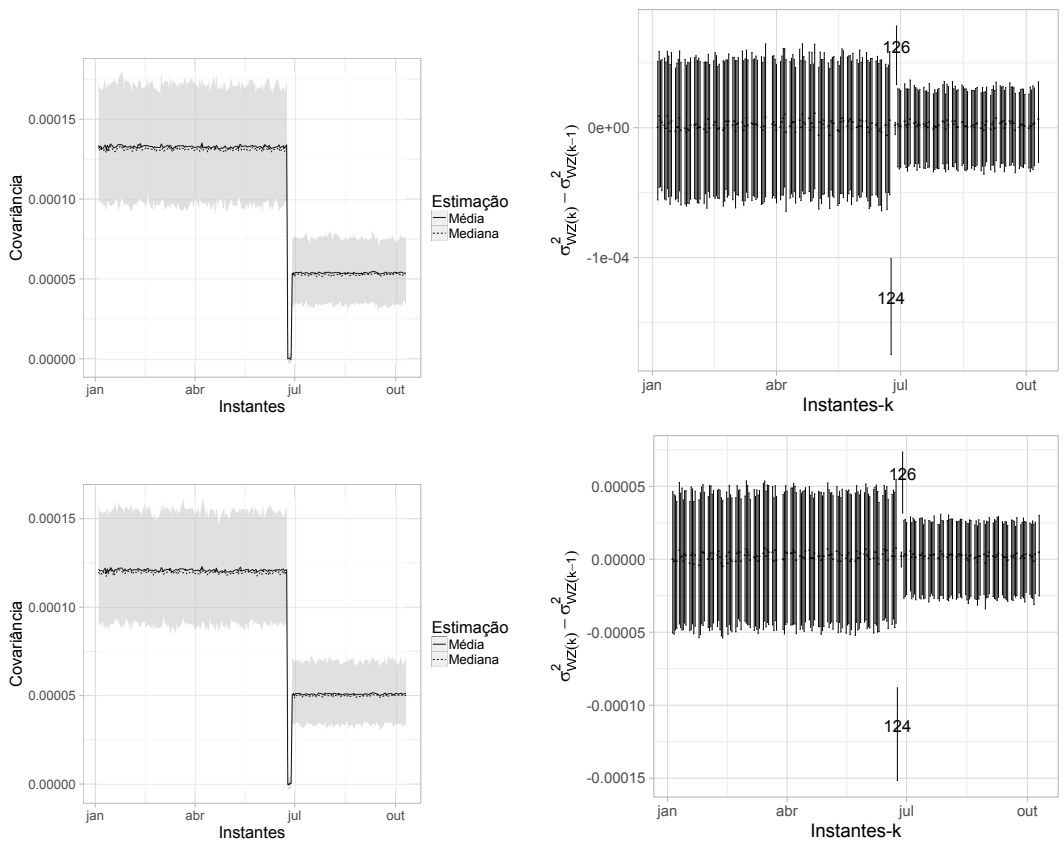 Covariância
0.00015
0.00010
0.00005
0.00000
jan abr jul out
Instantes
Estimação
Média
Mediana
σ²WZ(k) − σ²WZ(k−1)
0e+00
-1e-04
126
124
jan abr jul out
Instantes-k
Covariância
0.00015
0.00010
0.00005
0.00000
jan abr jul out
Instantes
Estimação
Média
Mediana
σ²WZ(k) − σ²WZ(k−1)
0.00005
0.00000
-0.00005
-0.00010
-0.00015
126
124
jan abr jul out
Instantes-k